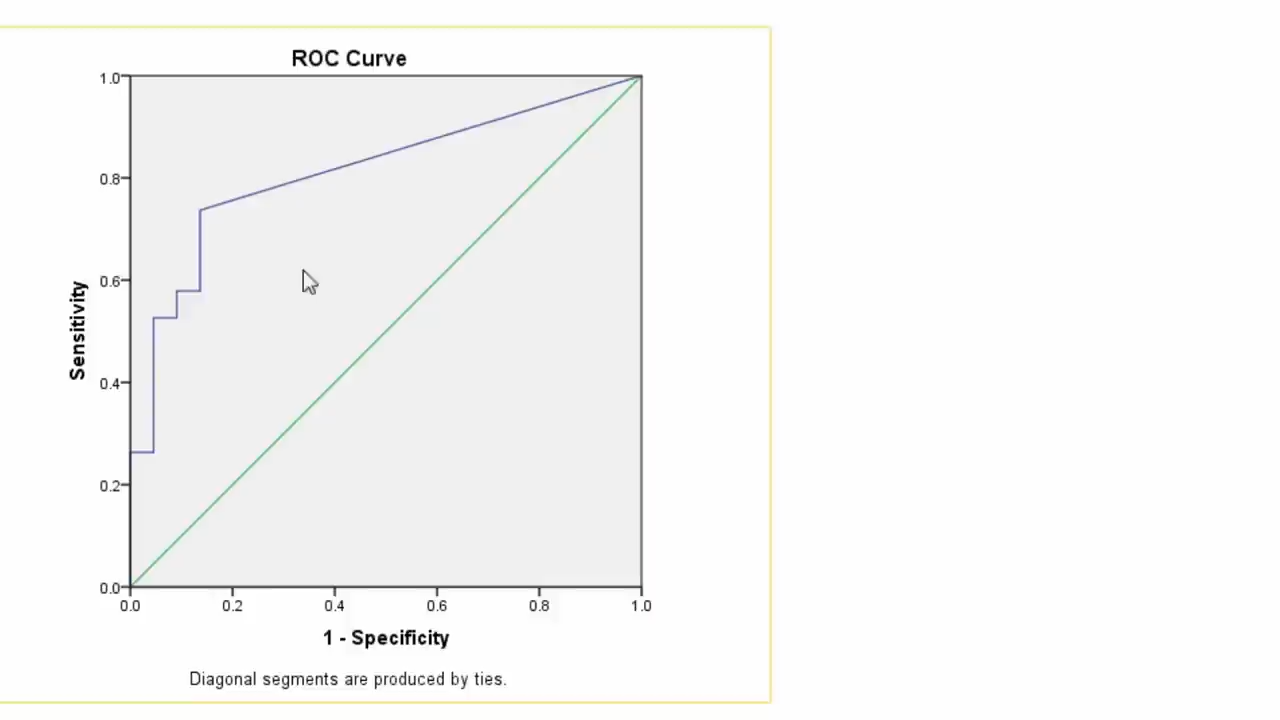 ROC Curve
1.0
0.8
0.6
0.4
0.2
0.0
Sensitivity
0.0 0.2 0.4 0.6 0.8 1.0
1 - Specificity
Diagonal segments are produced by ties.